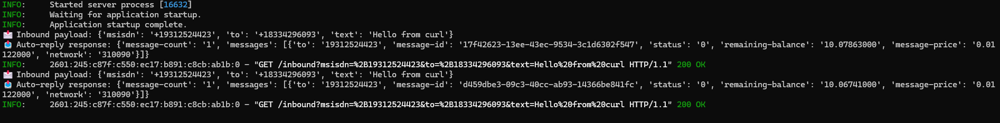 INFO:     Started server process [16632]
INFO:     Waiting for application startup.
INFO:     Application startup complete.
📩 Inbound payload: {'msisdn': '+19312524423', 'to': '+18334296093', 'text': 'Hello from curl'}
📤 Auto-reply response: {'message-count': '1', 'messages': [{'to': '19312524423', 'message-id': '17f42623-13ee-43ec-9534-3c1d6302f547', 'status': '0', 'remaining-balance': '10.07863000', 'message-price': '0.01
122000', 'network': '310090'}]}
INFO:     2601:245:c87f:c550:ec17:b891:c8cb:ab1b:0 - "GET /inbound?msisdn=%2B19312524423&to=%2B18334296093&text=Hello%20from%20curl HTTP/1.1" 200 OK
📩 Inbound payload: {'msisdn': '+19312524423', 'to': '+18334296093', 'text': 'Hello from curl'}
📤 Auto-reply response: {'message-count': '1', 'messages': [{'to': '19312524423', 'message-id': 'd459dbe3-09c3-40cc-ab93-14366be841fc', 'status': '0', 'remaining-balance': '10.06741000', 'message-price': '0.01
122000', 'network': '310090'}]}
INFO:     2601:245:c87f:c550:ec17:b891:c8cb:ab1b:0 - "GET /inbound?msisdn=%2B19312524423&to=%2B18334296093&text=Hello%20from%20curl HTTP/1.1" 200 OK